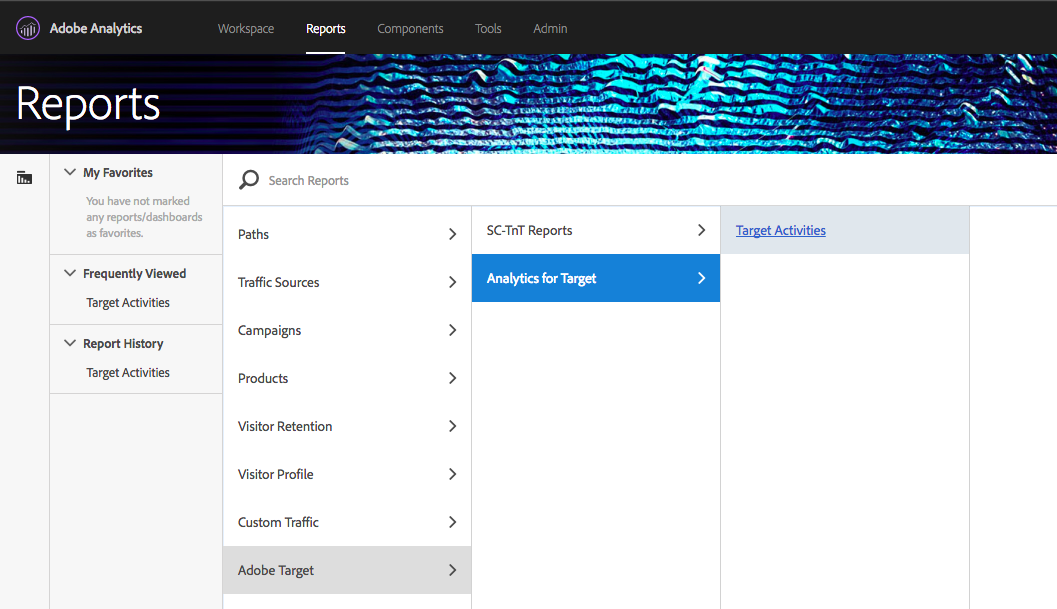 Adobe Analytics
Workspace
Reports
Components
Tools
Admin
Reports
My Favorites
You have not marked
any reports/dashboards
as favorites.
Frequently Viewed
Target Activities
Report History
Target Activities
Search Reports
Paths
Traffic Sources
Campaigns
Products
Visitor Retention
Visitor Profile
Custom Traffic
Adobe Target
SC-TnT Reports
Analytics for Target
Target Activities